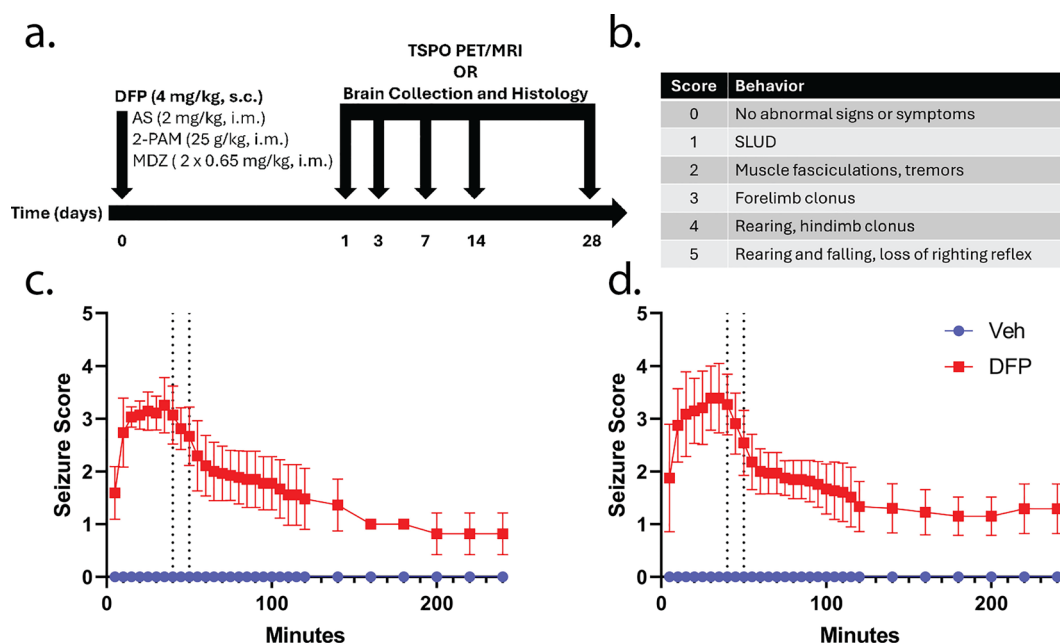 a.
TSPO PET/MRI
OR
Brain Collection and Histology
DFP (4 mg/kg, s.c.)
AS (2 mg/kg, i.m.)
2-PAM (25 g/kg, i.m.)
MDZ ( 2 x 0.65 mg/kg, i.m.)
Time (days)
0 1 3 7 14 28
b.
Score Behavior
0 No abnormal signs or symptoms
1 SLUD
2 Muscle fasciculations, tremors
3 Forelimb clonus
4 Rearing, hindimb clonus
5 Rearing and falling, loss of righting reflex
c.
Seizure Score
5
4
3
2
1
0
0 100 200
Minutes
d.
Seizure Score
5
4
3
2
1
0
0 100 200
Minutes
Veh
DFP